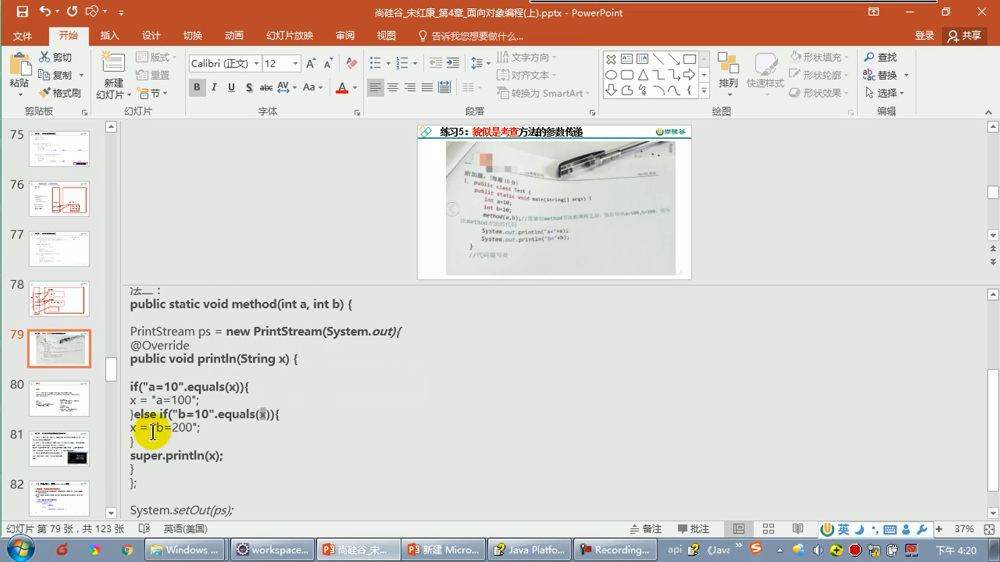 尚硅谷_宋红康_第4章_面向对象编程(上).pptx - PowerPoint
文件 开始 插入 设计 切换 动画 幻灯片放映 审阅 视图 告诉我您想要做什么... 登录 共享
粘贴 剪切 复制 格式刷 剪贴板
新建 幻灯片 版式 重置 节 幻灯片
Calibri (正文) 12 字体
B I U S abc AV Aa A
文字方向 对齐文本 转换为 SmartArt 段落
排列 快速样式 形状填充 形状轮廓 形状效果 绘图
查找 替换 选择 编辑
75
76
77
78
79
80
81
82
练习5：貌似是考查方法的参数传递
尚硅谷
附加题：(每题10分)
1. public class Test {
public static void main(String[] args) {
int a=10;
int b=10;
method(a,b);//需要在method方法被调用之后，仅打印出a=100,b=200，请写
出method方法的代码
System.out.println("a="+a);
System.out.println("b="+b);
}
//代码编写处
法二：
public static void method(int a, int b) {
PrintStream ps = new PrintStream(System.out){
@Override
public void println(String x) {
if("a=10".equals(x)){
x = "a=100";
}else if("b=10".equals(x)){
x = "b=200";
}
super.println(x);
}
};
System.setOut(ps);
幻灯片 第 79 张，共 123 张 英语(美国) 备注 批注 英 37%
Windows ... workspace... 尚硅谷_宋... 新建 Micro... Java Platfo... Recording... api 《Java 下午 4:20